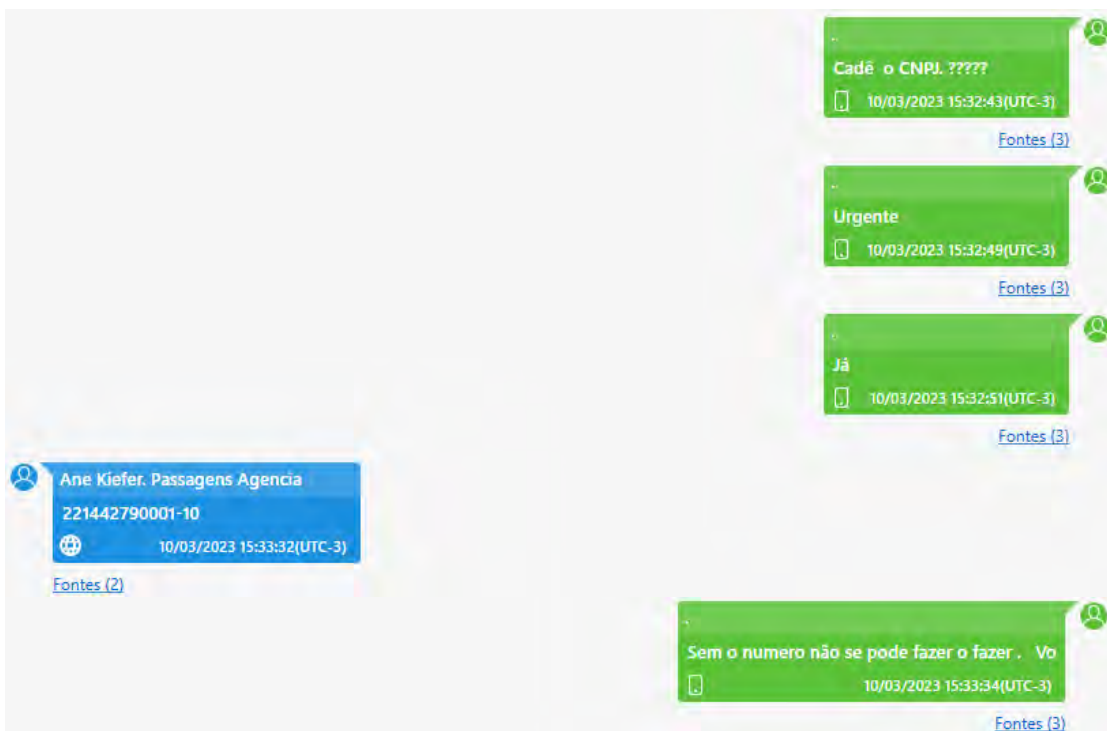 .
Cadê o CNPJ. ?????
10/03/2023 15:32:43(UTC-3)
Fontes (3)
.
Urgente
10/03/2023 15:32:49(UTC-3)
Fontes (3)
.
Já
10/03/2023 15:32:51(UTC-3)
Fontes (3)
Ane Kiefer. Passagens Agencia
221442790001-10
10/03/2023 15:33:32(UTC-3)
Fontes (2)
.
Sem o numero não se pode fazer o fazer . Vo
10/03/2023 15:33:34(UTC-3)
Fontes (3)